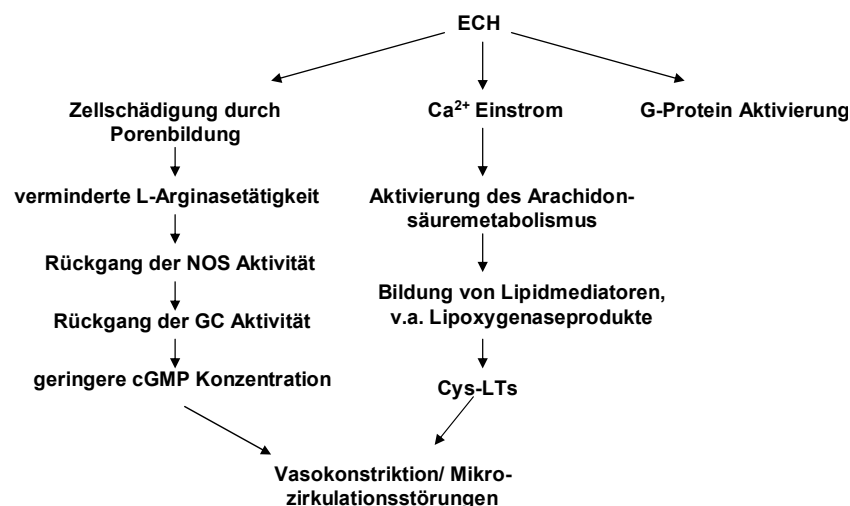 ECH
Zellschädigung durch
Porenbildung
Ca²⁺ Einstrom
G-Protein Aktivierung
verminderte L-Arginasetätigkeit
Aktivierung des Arachidon-
säuremetabolismus
Rückgang der NOS Aktivität
Bildung von Lipidmediatoren,
v.a. Lipoxygenaseprodukte
Rückgang der GC Aktivität
geringere cGMP Konzentration
Cys-LTs
Vasokonstriktion/ Mikro-
zirkulationsstörungen